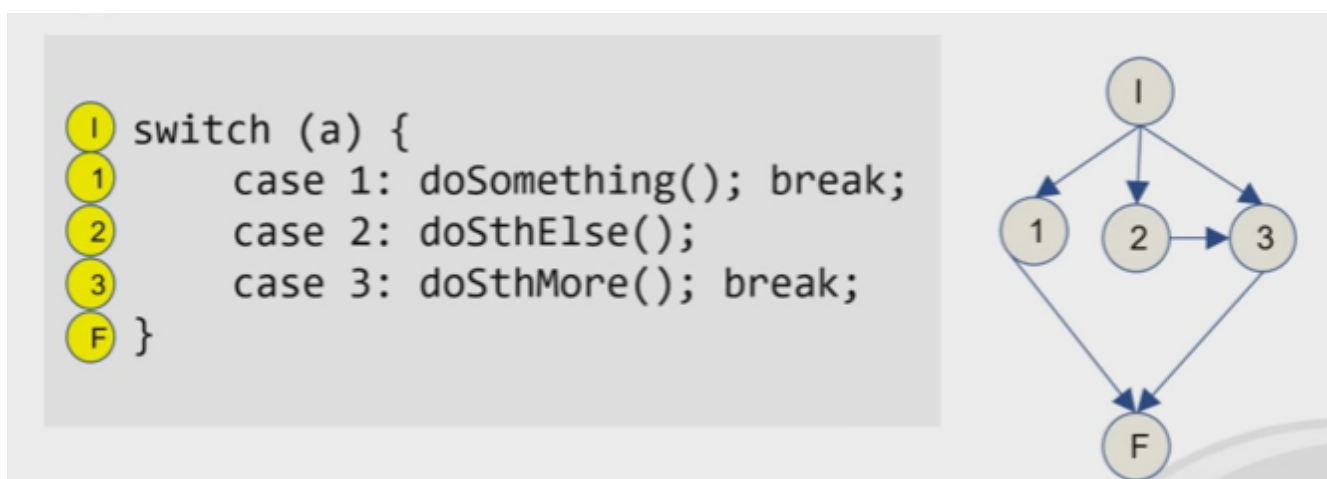 I switch (a) {
1 case 1: doSomething(); break;
2 case 2: doSthElse();
3 case 3: doSthMore(); break;
F }
I
1 2 3
F